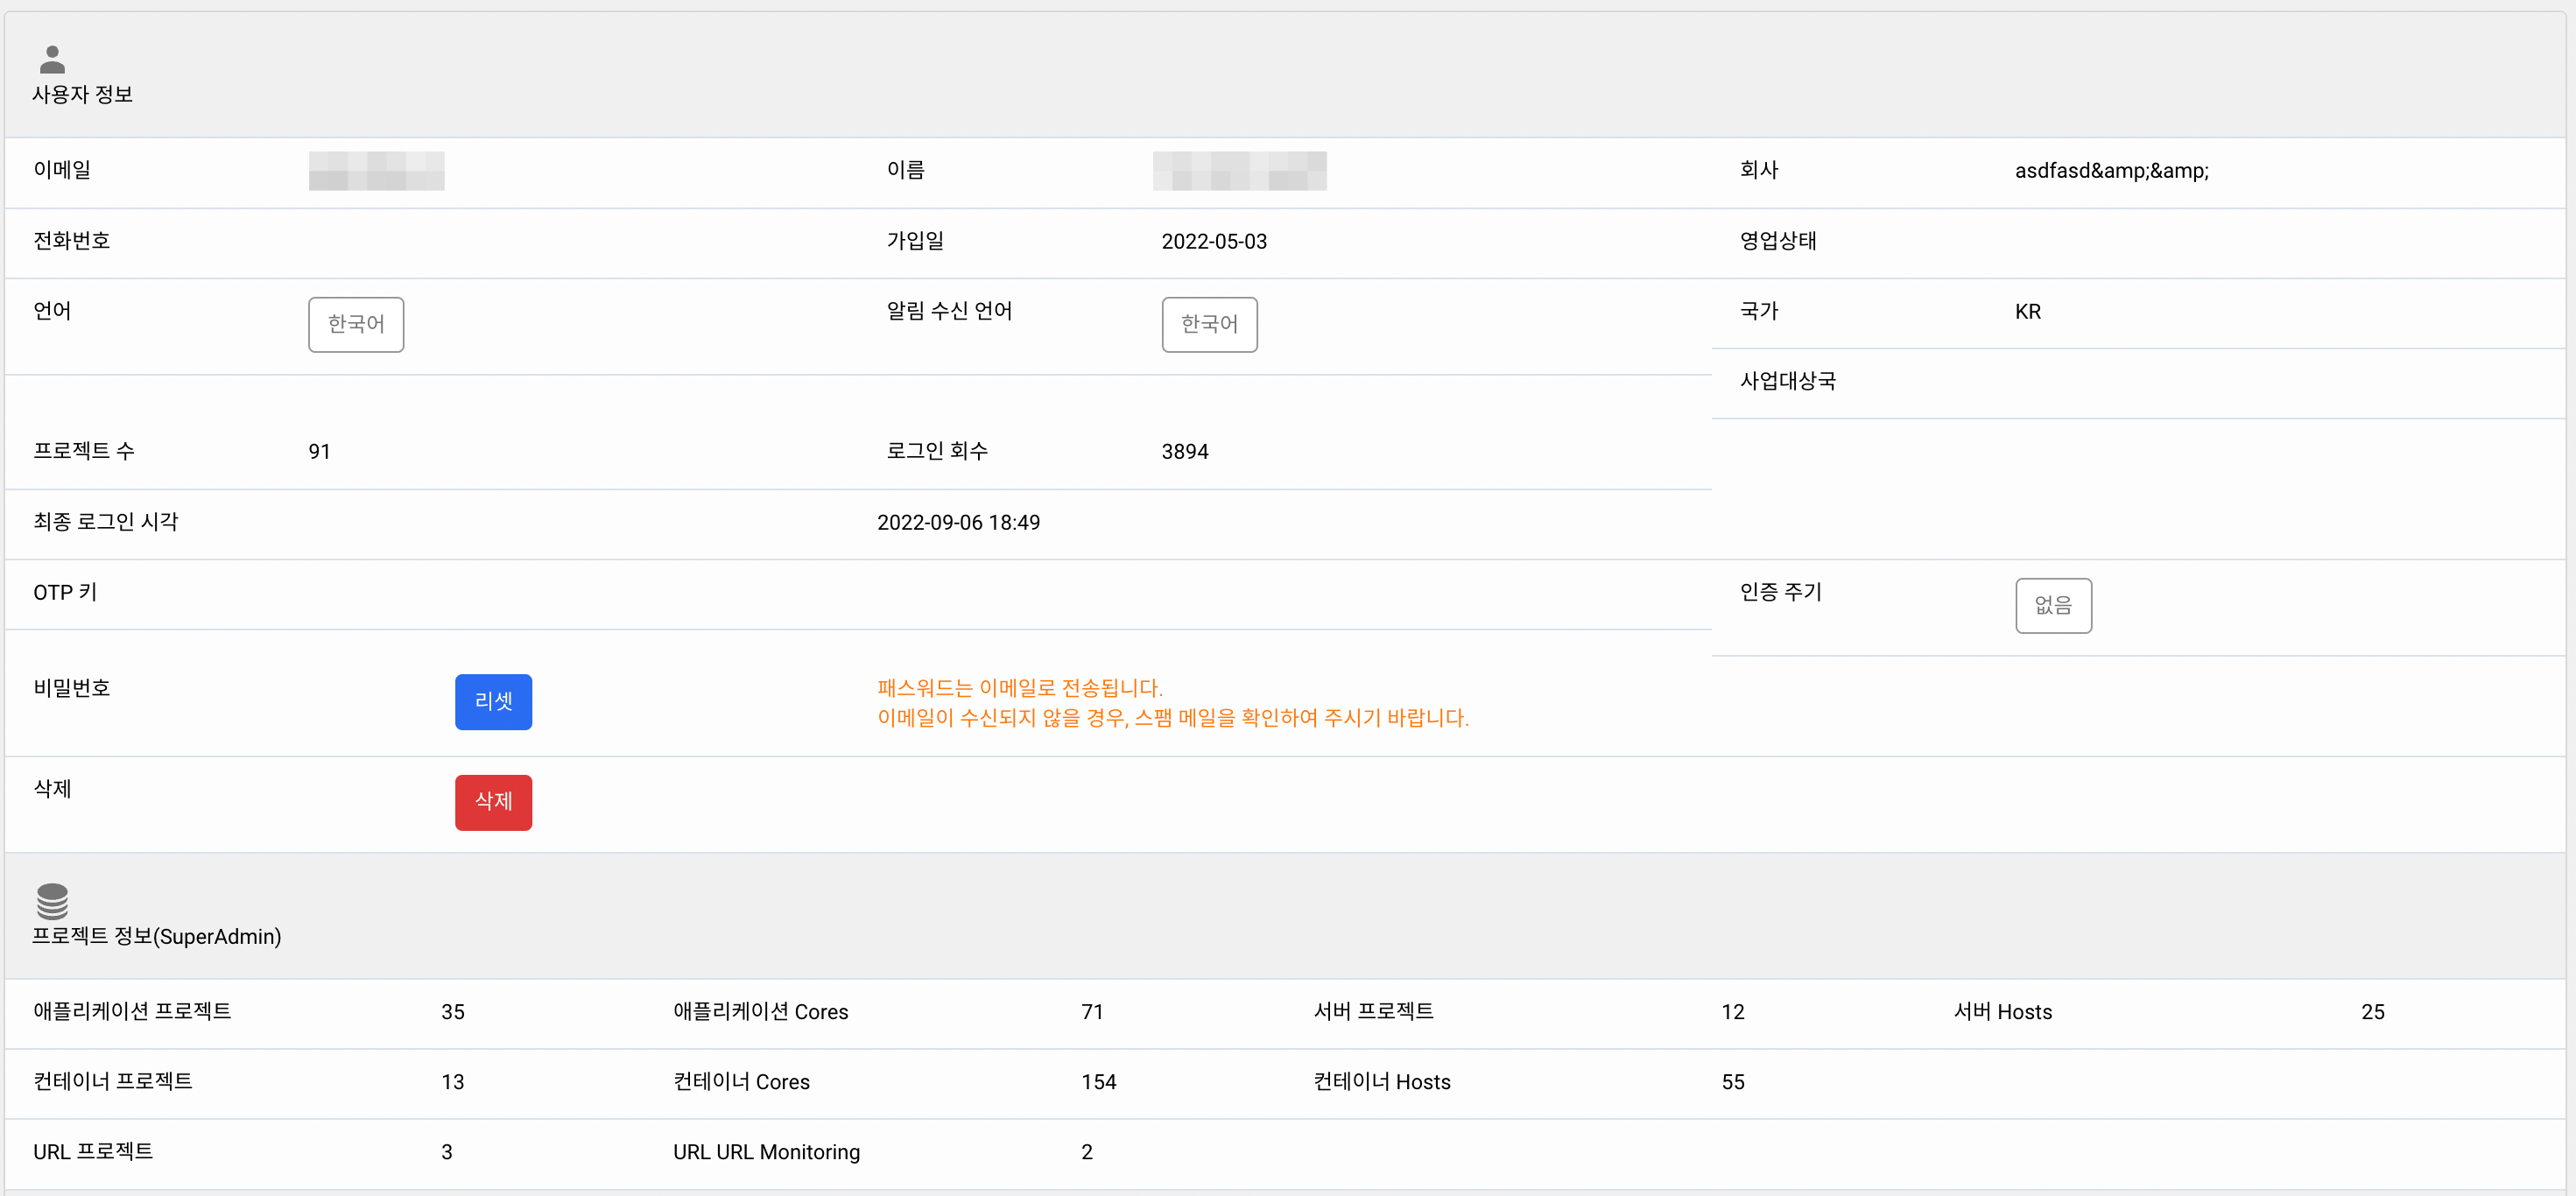 사용자 정보
이메일 이름 회사 asdfasd&amp;&amp;
전화번호 가입일 2022-05-03 영업상태
언어 한국어 알림 수신 언어 한국어 국가 KR
사업대상국
프로젝트 수 91 로그인 회수 3894
최종 로그인 시각 2022-09-06 18:49
OTP 키 인증 주기 없음
비밀번호 리셋 패스워드는 이메일로 전송됩니다.
이메일이 수신되지 않을 경우, 스팸 메일을 확인하여 주시기 바랍니다.
삭제 삭제
프로젝트 정보(SuperAdmin)
애플리케이션 프로젝트 35 애플리케이션 Cores 71 서버 프로젝트 12 서버 Hosts 25
컨테이너 프로젝트 13 컨테이너 Cores 154 컨테이너 Hosts 55
URL 프로젝트 3 URL URL Monitoring 2